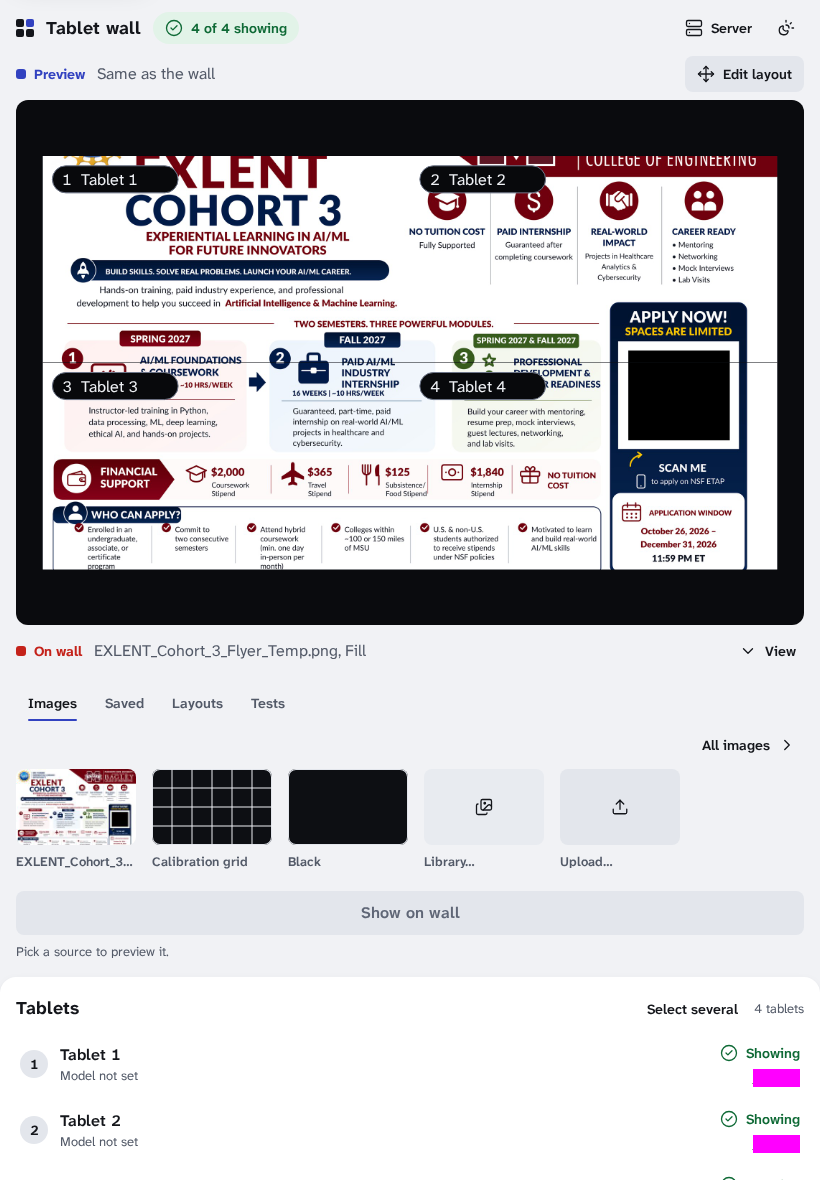 Tablet wall
4 of 4 showing
Server
Preview
Same as the wall
Edit layout
EXLENT
COHORT 3
EXPERIENTIAL LEARNING IN AI/ML
FOR FUTURE INNOVATORS
BUILD SKILLS. SOLVE REAL PROBLEMS. LAUNCH YOUR AI/ML CAREER.
Hands-on training, paid industry experience, and professional
development to help you succeed in Artificial Intelligence & Machine Learning.
1 Tablet 1
2 Tablet 2
COLLEGE OF ENGINEERING
$
NO TUITION COST
Fully Supported
PAID INTERNSHIP
Guaranteed after
completing coursework
REAL-WORLD
IMPACT
Projects in Healthcare
Analytics &
Cybersecurity
CAREER READY
• Mentoring
• Networking
• Mock Interviews
• Lab Visits
TWO SEMESTERS. THREE POWERFUL MODULES.
SPRING 2027
1
AI/ML FOUNDATIONS
& COURSEWORK
~10 HRS/WEEK
3 Tablet 3
Instructor-led training in Python,
data processing, ML, deep learning,
ethical AI, and hands-on projects.
FALL 2027
2
PAID AI/ML
INDUSTRY
INTERNSHIP
16 WEEKS | ~10 HRS/WEEK
Guaranteed, part-time, paid
internship on real-world AI/ML
projects in healthcare and
cybersecurity.
SPRING 2027 & FALL 2027
3
PROFESSIONAL
READINESS
4 Tablet 4
Build your career with mentoring,
resume prep, mock interviews,
guest lectures, networking,
and lab visits.
APPLY NOW!
SPACES ARE LIMITED
SCAN ME
to apply on NSF ETAP
APPLICATION WINDOW
October 26, 2026 –
December 31, 2026
11:59 PM ET
FINANCIAL
SUPPORT
$2,000
Coursework
Stipend
$365
Travel
Stipend
$125
Subsistence/
Food Stipend
$1,840
Internship
Stipend
NO TUITION
COST
WHO CAN APPLY?
Enrolled in an
undergraduate,
associate, or
certificate
program
Commit to
two consecutive
semesters
Attend hybrid
coursework
(min. one day
in-person per
month)
Colleges within
~100 or 150 miles
of MSU
U.S. & non-U.S.
students authorized
to receive stipends
under NSF policies
Motivated to learn
and build real-world
AI/ML skills
On wall
EXLENT_Cohort_3_Flyer_Temp.png, Fill
View
Images
Saved
Layouts
Tests
All images
EXLENT
COHORT 3
EXLENT_Cohort_3...
Calibration grid
Black
Library...
Upload...
Show on wall
Pick a source to preview it.
Tablets
Select several
4 tablets
1
Tablet 1
Model not set
Showing
2
Tablet 2
Model not set
Showing